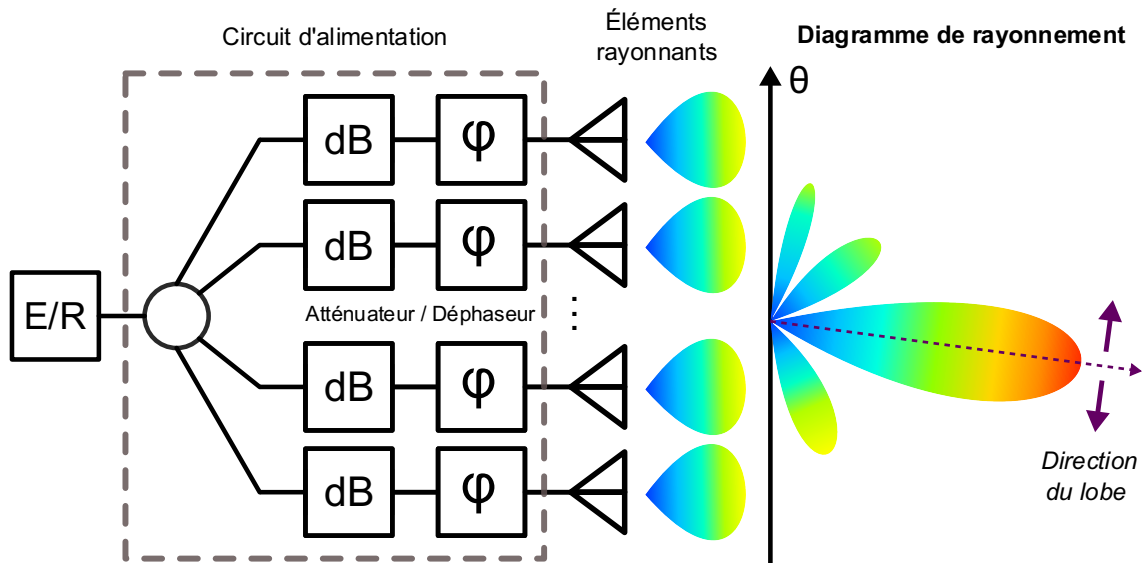 Circuit d'alimentation
Éléments
rayonnants
Diagramme de rayonnement
θ
dB
φ
dB
φ
E/R
Atténuateur / Déphaseur
⋮
dB
φ
dB
φ
Direction
du lobe